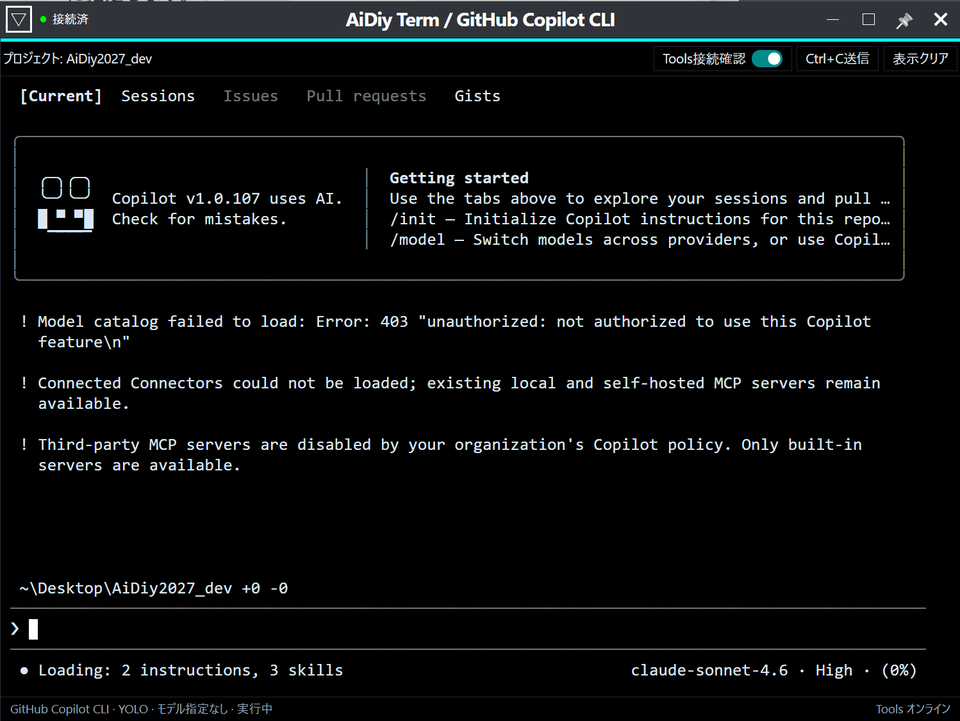 接続済
AiDiy Term / GitHub Copilot CLI
プロジェクト: AiDiy2027_dev
Tools接続確認
Ctrl+C送信
表示クリア
[Current] Sessions Issues Pull requests Gists
Copilot v1.0.107 uses AI.
Check for mistakes.
Getting started
Use the tabs above to explore your sessions and pull …
/init — Initialize Copilot instructions for this repo…
/model — Switch models across providers, or use Copil…
! Model catalog failed to load: Error: 403 "unauthorized: not authorized to use this Copilot
feature\n"
! Connected Connectors could not be loaded; existing local and self-hosted MCP servers remain
available.
! Third-party MCP servers are disabled by your organization's Copilot policy. Only built-in
servers are available.
~\Desktop\AiDiy2027_dev +0 -0
❯
● Loading: 2 instructions, 3 skills
claude-sonnet-4.6 · High · (0%)
GitHub Copilot CLI · YOLO · モデル指定なし · 実行中
Tools オンライン